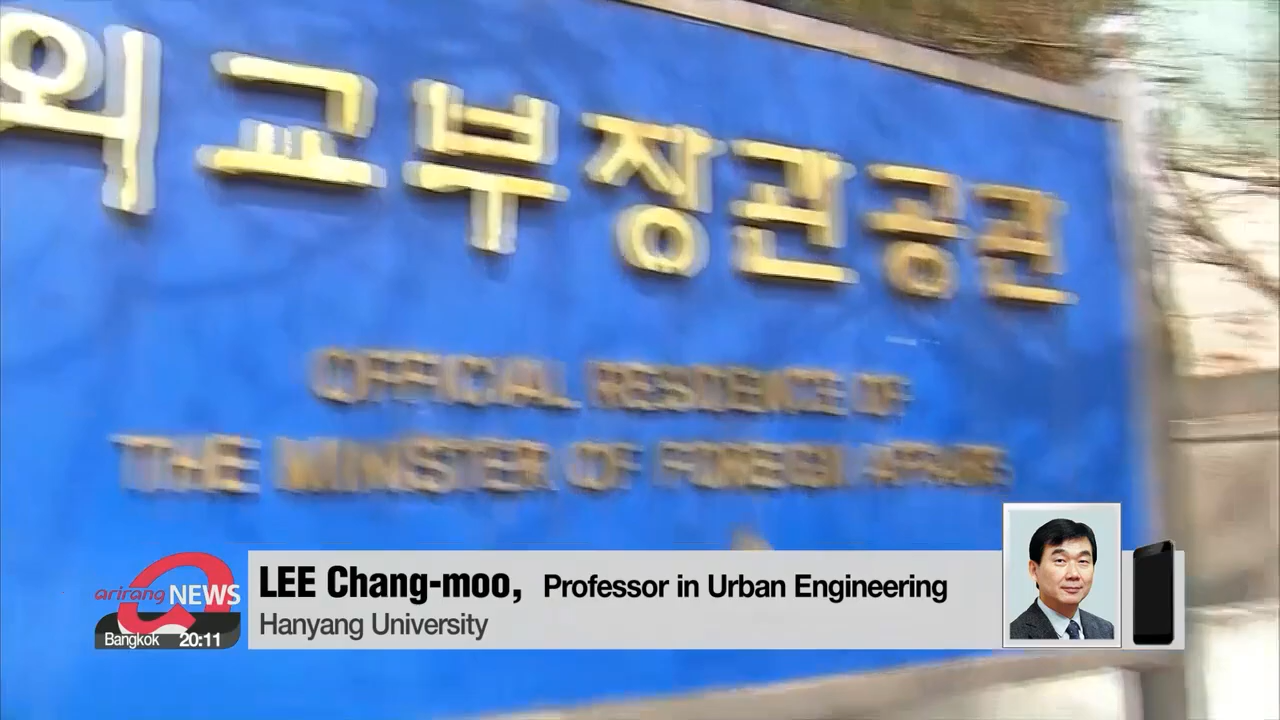 외교부장관공관
OFFICIAL RESIDENCE OF
THE MINISTER OF FOREIGN AFFAIRS
arirang NEWS
Bangkok 20:11
LEE Chang-moo, Professor in Urban Engineering
Hanyang University